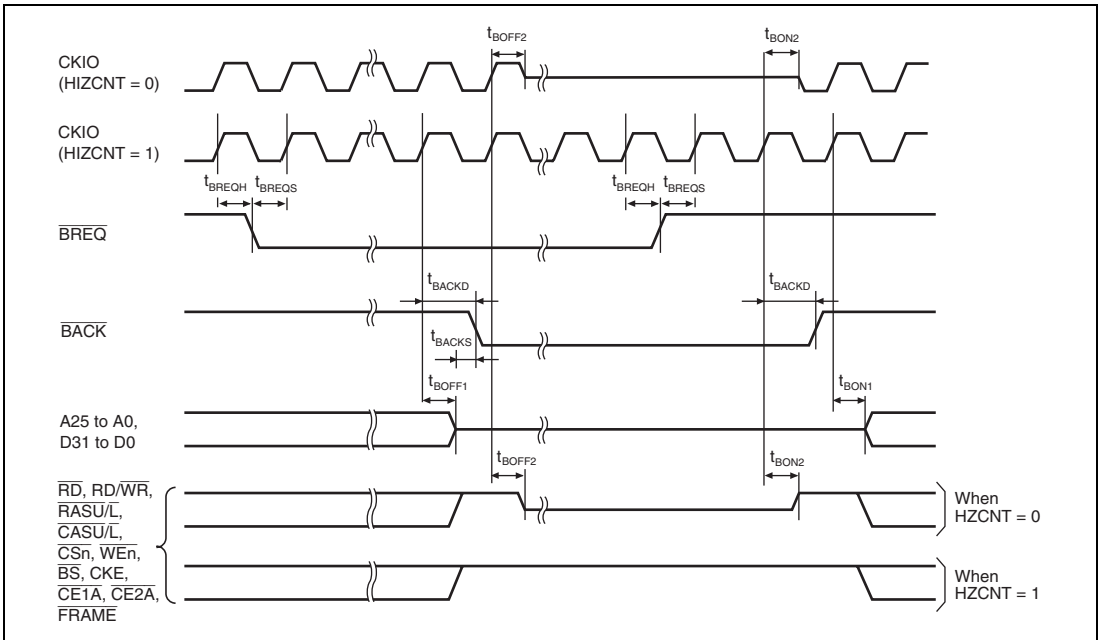 tBOFF2 tBON2
CKIO
(HIZCNT = 0)
CKIO
(HIZCNT = 1)
tBREQH tBREQS tBREQH tBREQS
BREQ
tBACKD tBACKD
BACK
tBACKS
tBOFF1 tBON1
A25 to A0,
D31 to D0
tBOFF2 tBON2
RD, RD/WR,
RASU/L,
CASU/L,
CSn, WEn,
BS, CKE,
CE1A, CE2A,
FRAME
When
HZCNT = 0
When
HZCNT = 1